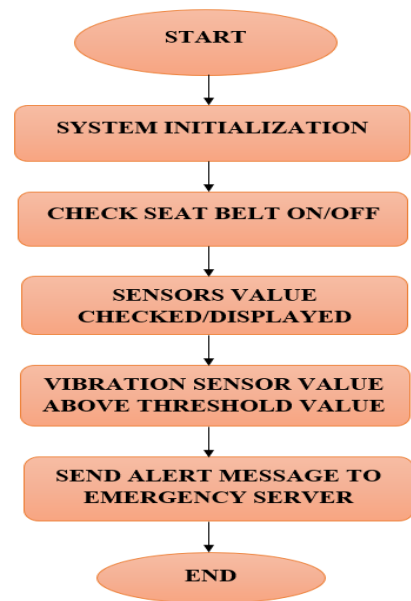 START
SYSTEM INITIALIZATION
CHECK SEAT BELT ON/OFF
SENSORS VALUE
CHECKED/DISPLAYED
VIBRATION SENSOR VALUE
ABOVE THRESHOLD VALUE
SEND ALERT MESSAGE TO
EMERGENCY SERVER
END